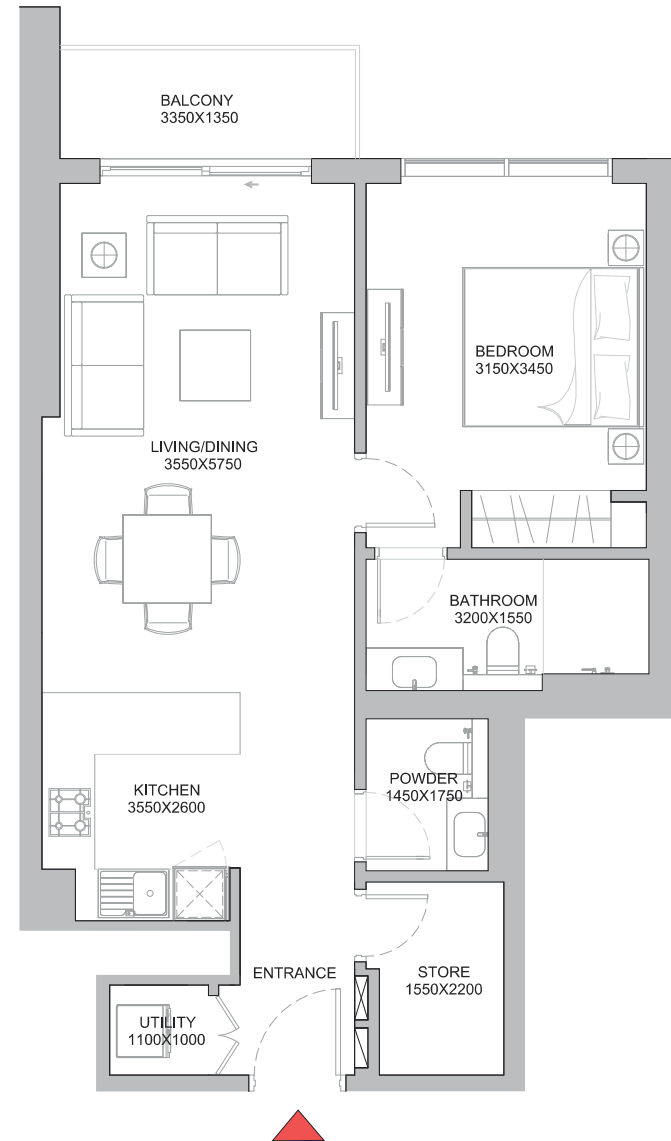 BALCONY
3350X1350
BEDROOM
3150X3450
LIVING/DINING
3550X5750
BATHROOM
3200X1550
KITCHEN
3550X2600
POWDER
1450X1750
ENTRANCE
STORE
1550X2200
UTILITY
1100X1000